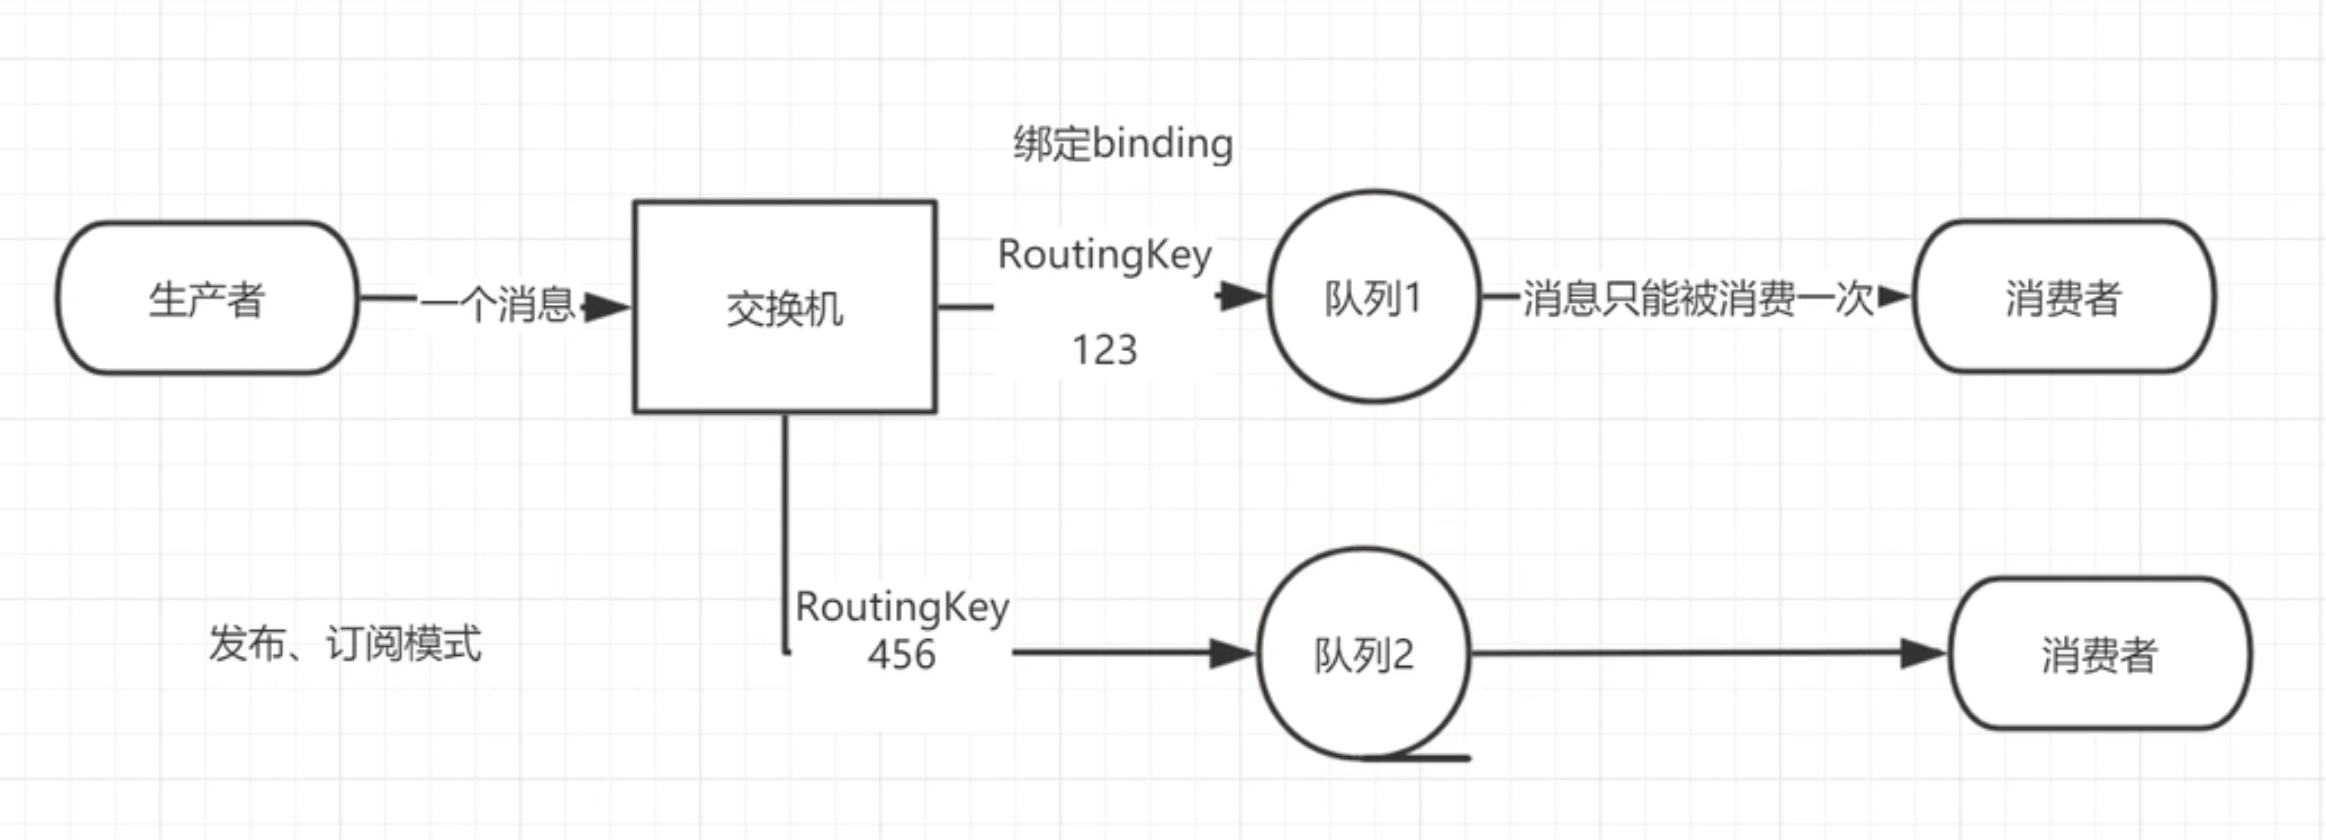 绑定binding
生产者
一个消息
交换机
RoutingKey
123
队列1
消息只能被消费一次
消费者
发布、订阅模式
RoutingKey
456
队列2
消费者